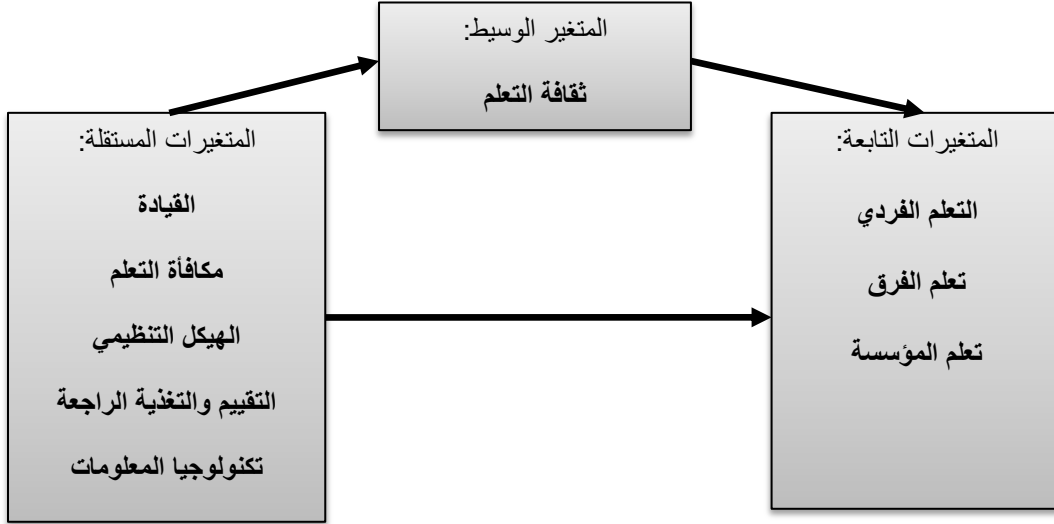 المتغير الوسيط:
ثقافة التعلم
المتغيرات المستقلة:
القيادة
مكافأة التعلم
الهيكل التنظيمي
التقييم والتغذية الراجعة
تكنولوجيا المعلومات
المتغيرات التابعة:
التعلم الفردي
تعلم الفرق
تعلم المؤسسة